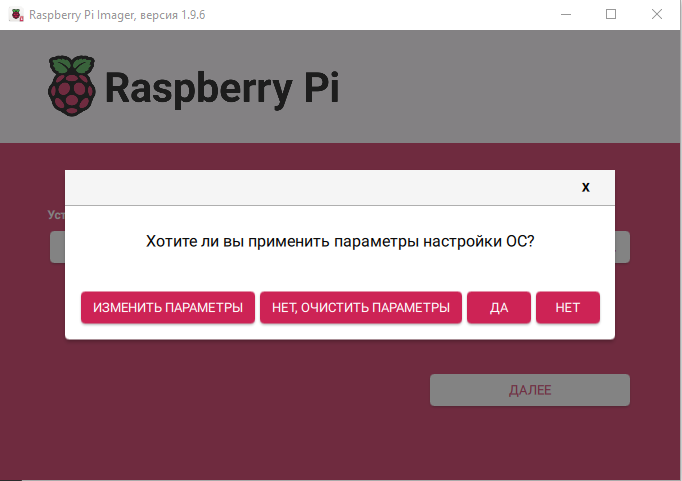 Raspberry Pi Imager, версия 1.9.6
Raspberry Pi
x
Уст
Хотите ли вы применить параметры настройки ОС?
ИЗМЕНИТЬ ПАРАМЕТРЫ НЕТ, ОЧИСТИТЬ ПАРАМЕТРЫ ДА НЕТ
ДАЛЕЕ